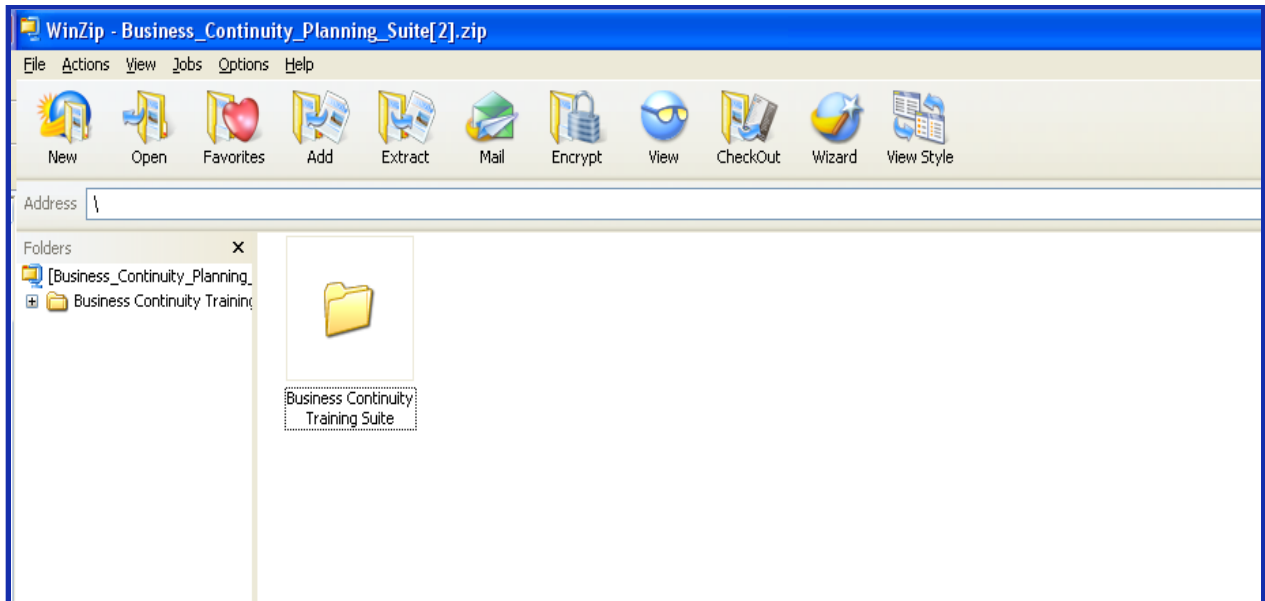 WinZip - Business_Continuity_Planning_Suite[2].zip
File Actions View Jobs Options Help
New Open Favorites Add Extract Mail Encrypt View CheckOut Wizard View Style
Address \
Folders x
[Business_Continuity_Planning_
Business Continuity Training
Business Continuity
Training Suite